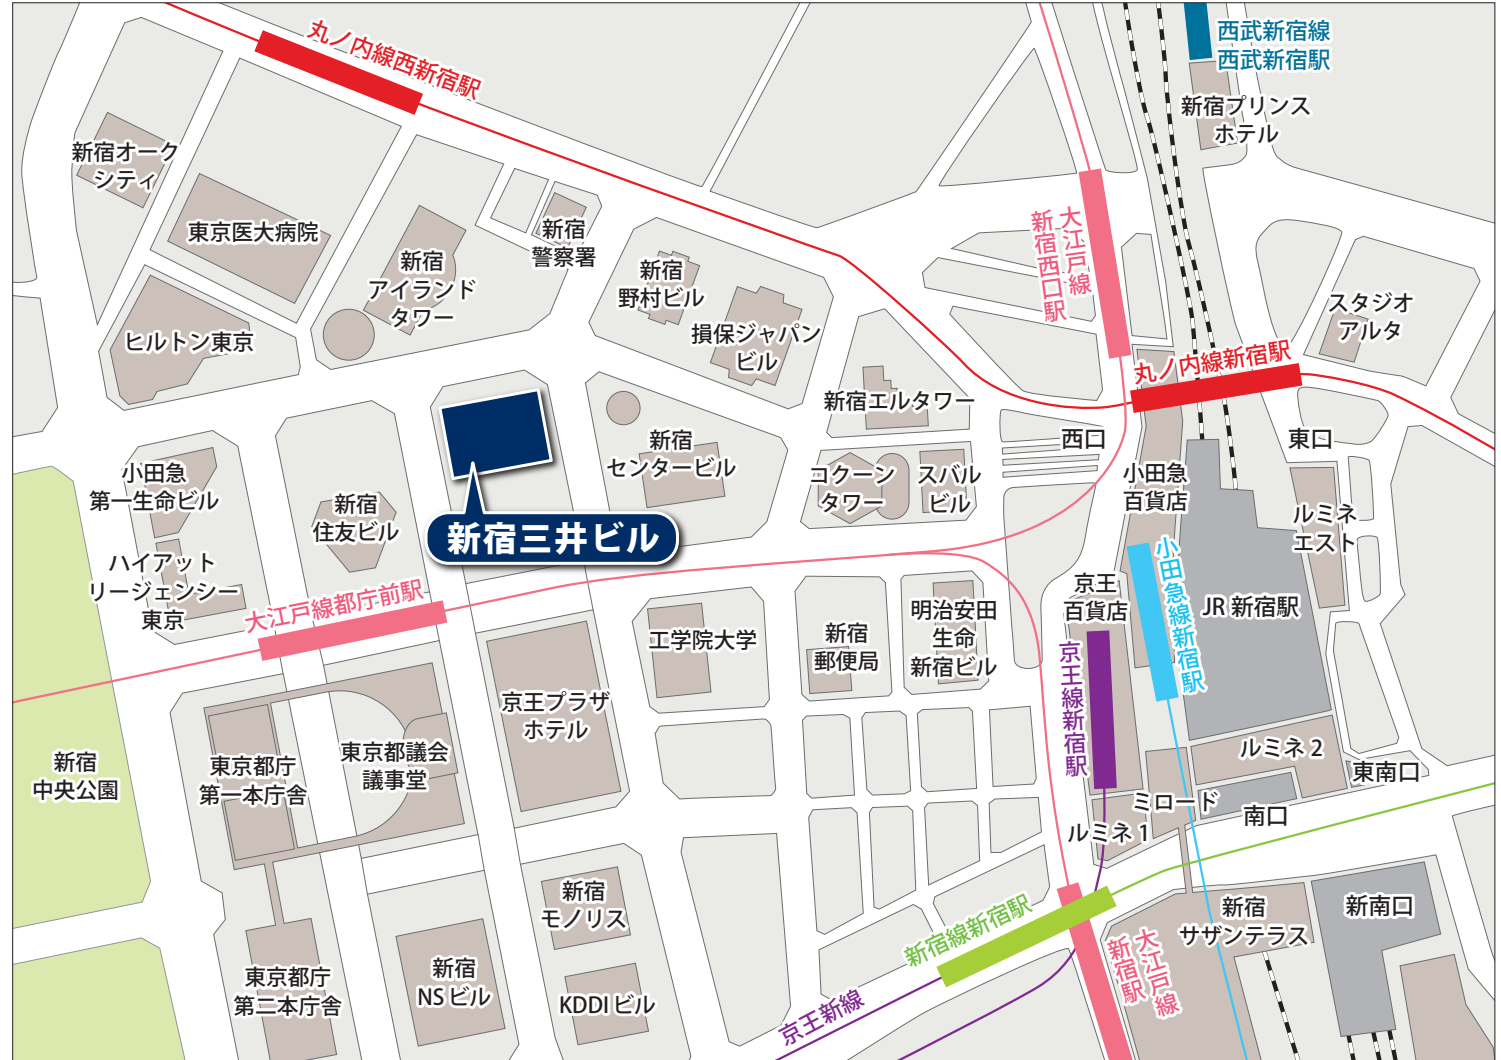 丸ノ内線西新宿駅
西武新宿線
西武新宿駅
新宿プリンス
ホテル
新宿オーク
シティ
東京医大病院
新宿
警察署
新宿
アイランド
タワー
新宿
野村ビル
大江戸線
新宿西口駅
損保ジャパン
ビル
スタジオ
アルタ
ヒルトン東京
丸ノ内線新宿駅
新宿エルタワー
西口
東口
新宿
センタービル
小田急
第一生命ビル
コクーン
タワー
スバル
ビル
小田急
百貨店
新宿
住友ビル
新宿三井ビル
ルミネ
エスト
ハイアット
リージェンシー
東京
大江戸線都庁前駅
京王
百貨店
小田急線新宿駅
JR 新宿駅
工学院大学
新宿
郵便局
明治安田
生命
新宿ビル
京王線新宿駅
京王プラザ
ホテル
新宿
中央公園
東京都庁
第一本庁舎
東京都議会
議事堂
ルミネ 2
東南口
ミロード
南口
ルミネ 1
新宿
モノリス
新宿線新宿駅
新宿
サザンテラス
新南口
大江戸線
新宿駅
東京都庁
第二本庁舎
新宿
NS ビル
KDDI ビル
京王新線